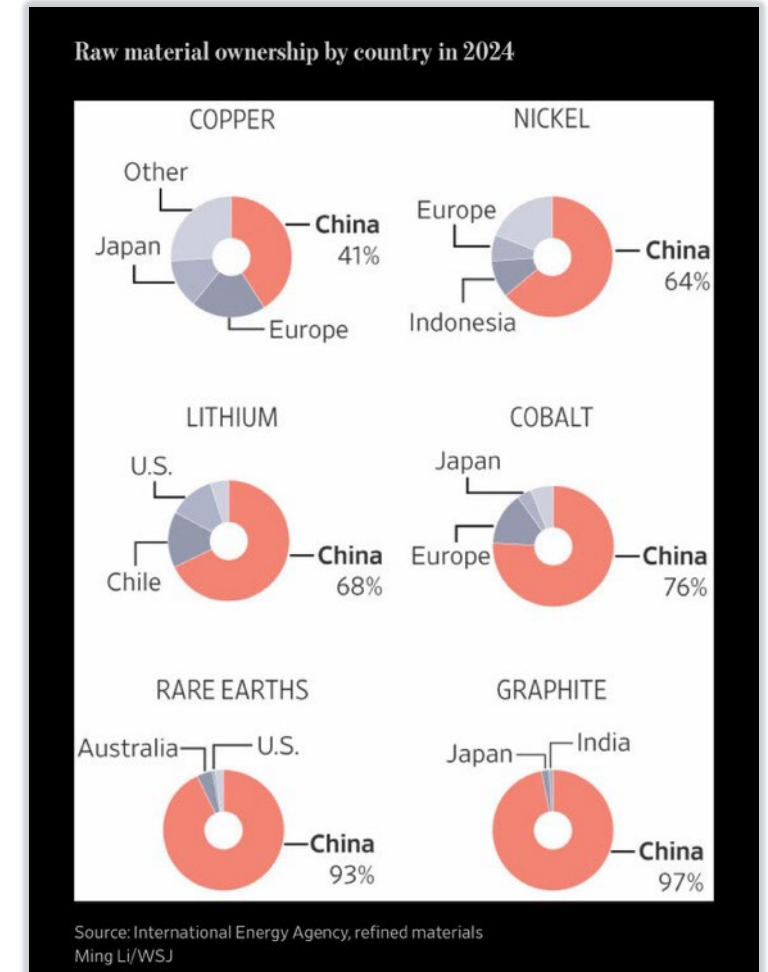 Raw material ownership by country in 2024
COPPER
Other
Japan
China
41%
Europe
NICKEL
Europe
Indonesia
China
64%
LITHIUM
U.S.
Chile
China
68%
COBALT
Japan
Europe
China
76%
RARE EARTHS
Australia
U.S.
China
93%
GRAPHITE
Japan
India
China
97%
Source: International Energy Agency, refined materials
Ming Li/WSJ